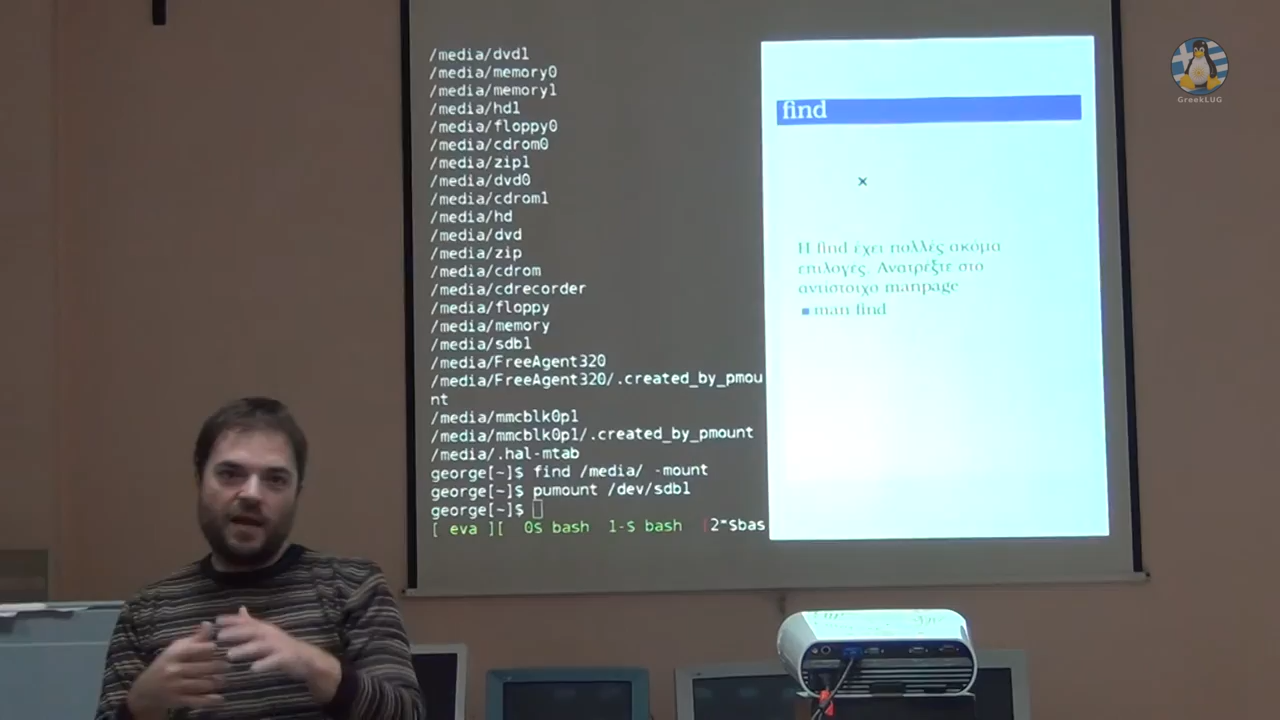 /media/dvd1
/media/memory0
/media/memory1
/media/hd1
/media/floppy0
/media/cdrom0
/media/zip1
/media/dvd0
/media/cdrom1
/media/hd
/media/dvd
/media/zip
/media/cdrom
/media/cdrecorder
/media/floppy
/media/memory
/media/sdb1
/media/FreeAgent320
/media/FreeAgent320/.created_by_pmou
nt
/media/mmcblk0p1
/media/mmcblk0p1/.created_by_pmount
/media/.hal-mtab
george[~]$ find /media/ -mount
george[~]$ pumount /dev/sdb1
george[~]$
[ eva ][ 0$ bash 1-$ bash (2*$bas
find
Η find έχει πολλές ακόμα
επιλογές. Ανατρέξτε στο
αντίστοιχο manpage
man find
GreekLUG